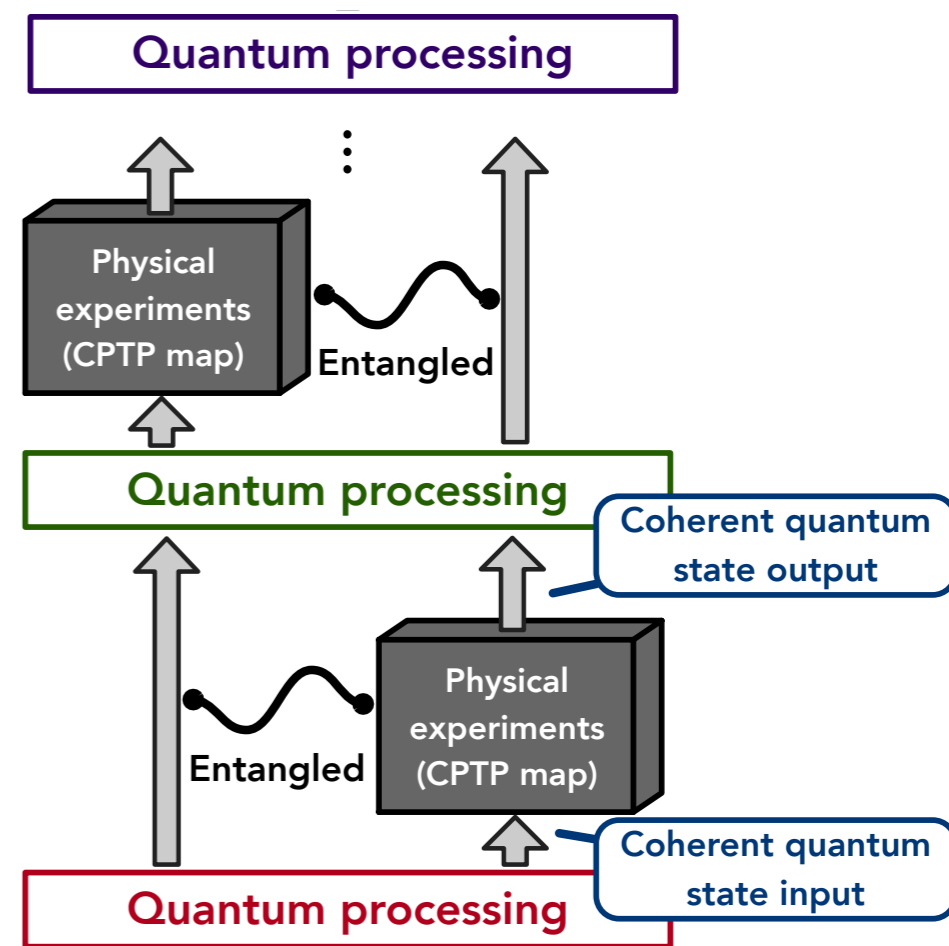 Quantum processing
Physical
experiments
(CPTP map)
Entangled
Quantum processing
Coherent quantum
state output
Physical
experiments
(CPTP map)
Entangled
Coherent quantum
state input
Quantum processing